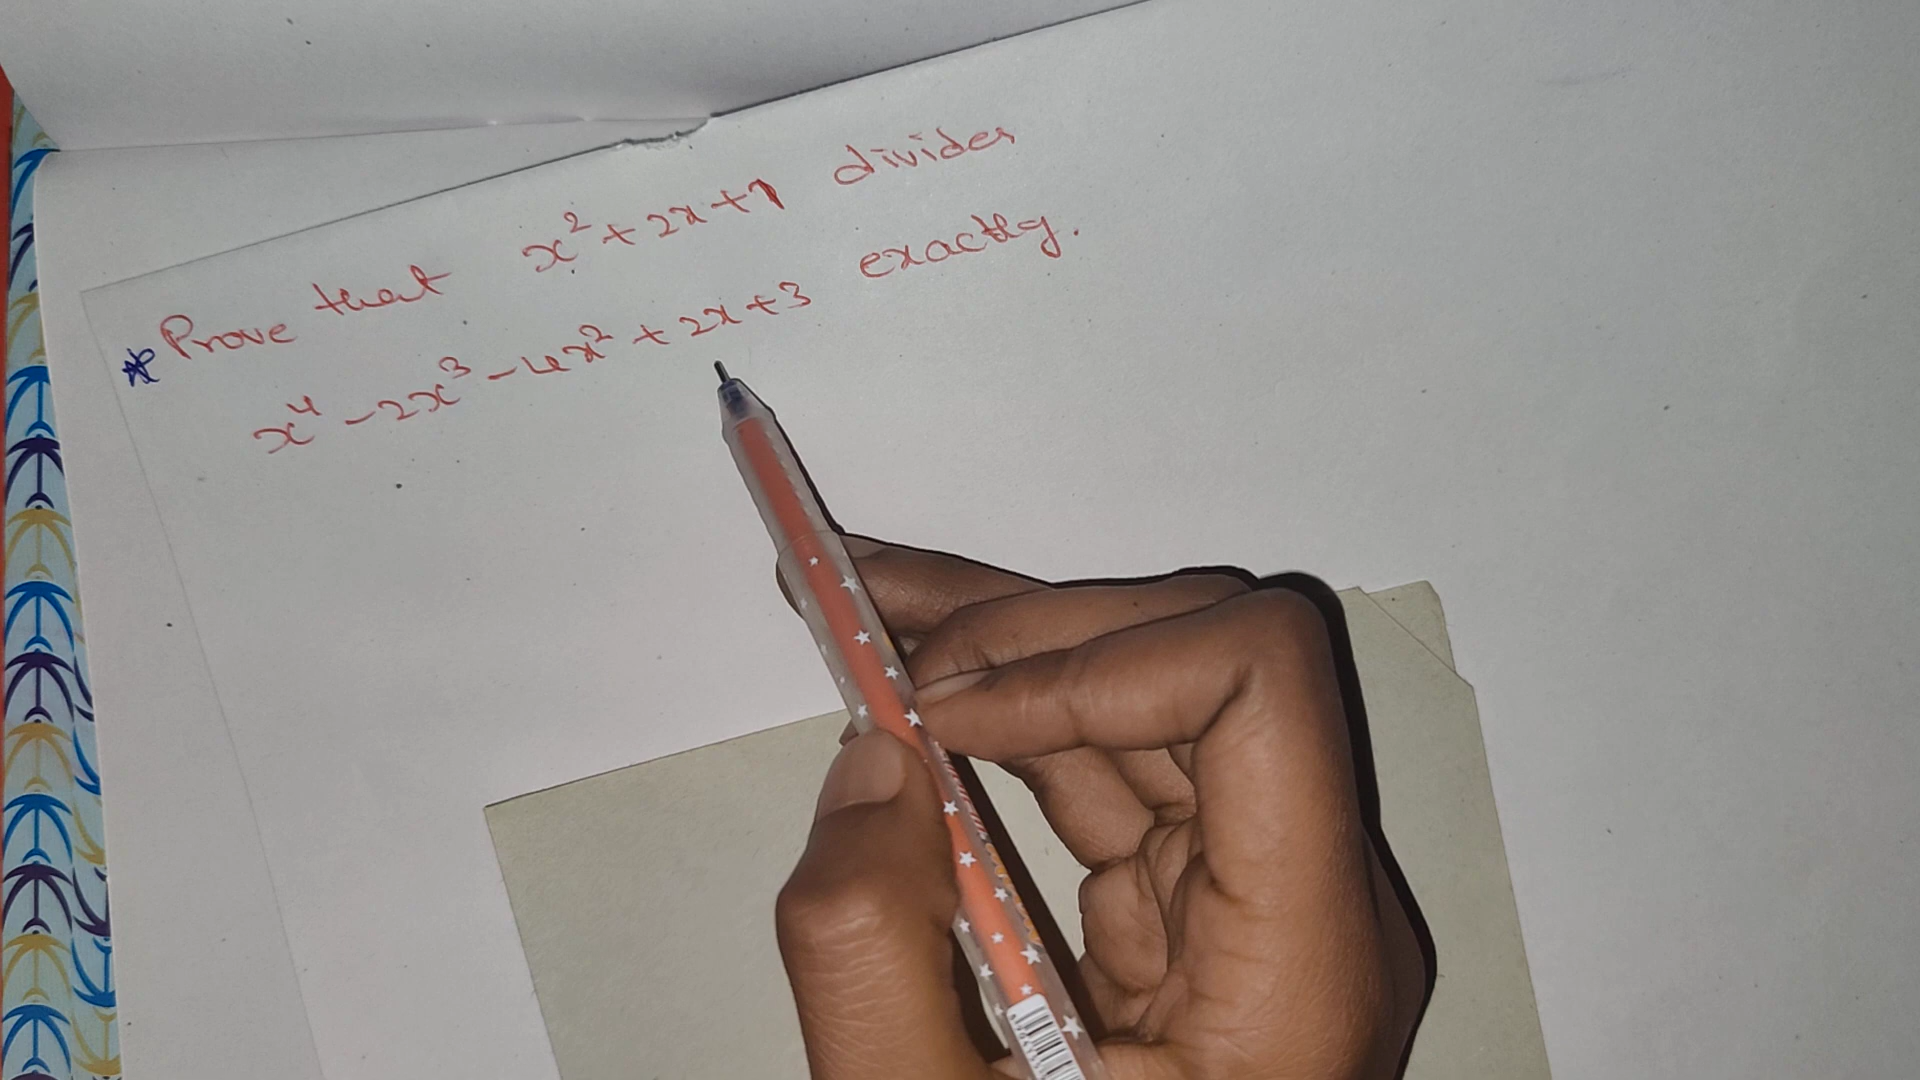 * Prove that x² + 2x + 1 divides
x⁴ - 2x³ - 4x² + 2x + 3 exactly.